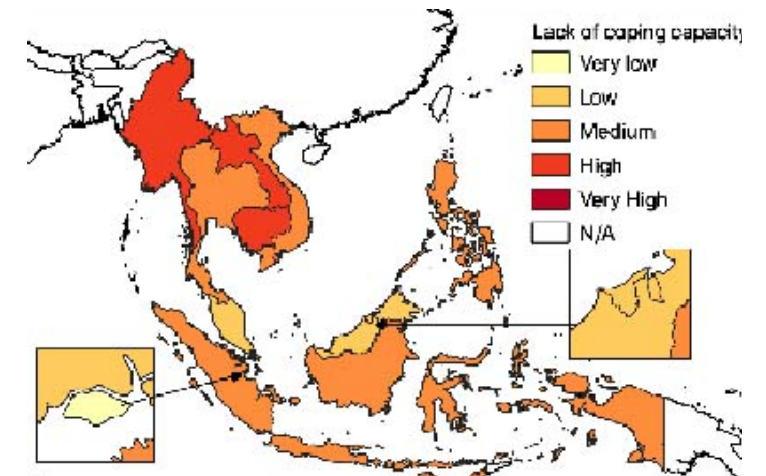 Lack of coping capacity
Very low
Low
Medium
High
Very High
N/A